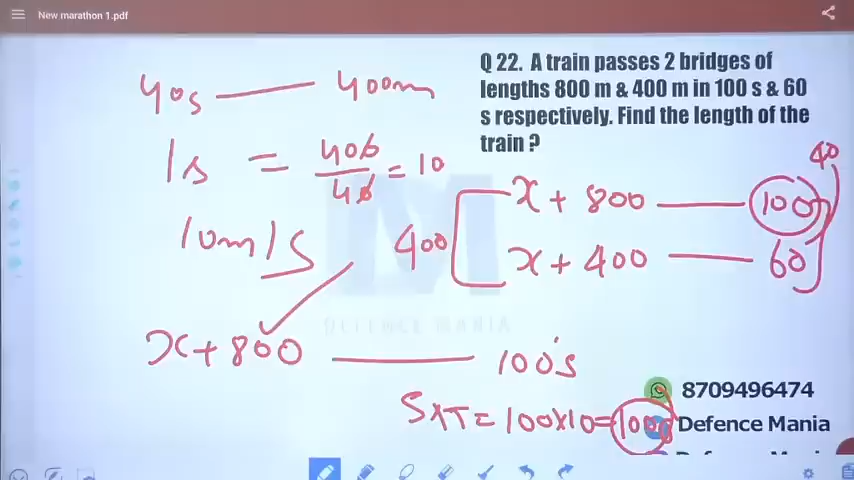 New marathon 1.pdf
Q 22. A train passes 2 bridges of
lengths 800 m & 400 m in 100 s & 60
s respectively. Find the length of the
train ?
40s — 400m
1s = 400/40 = 10
10m/s
40
400
x + 800 — 100
x + 400 — 60
x+800 — 100s
S×T = 100×10 = 1000
DEFENCE MANIA
8709496474
Defence Mania